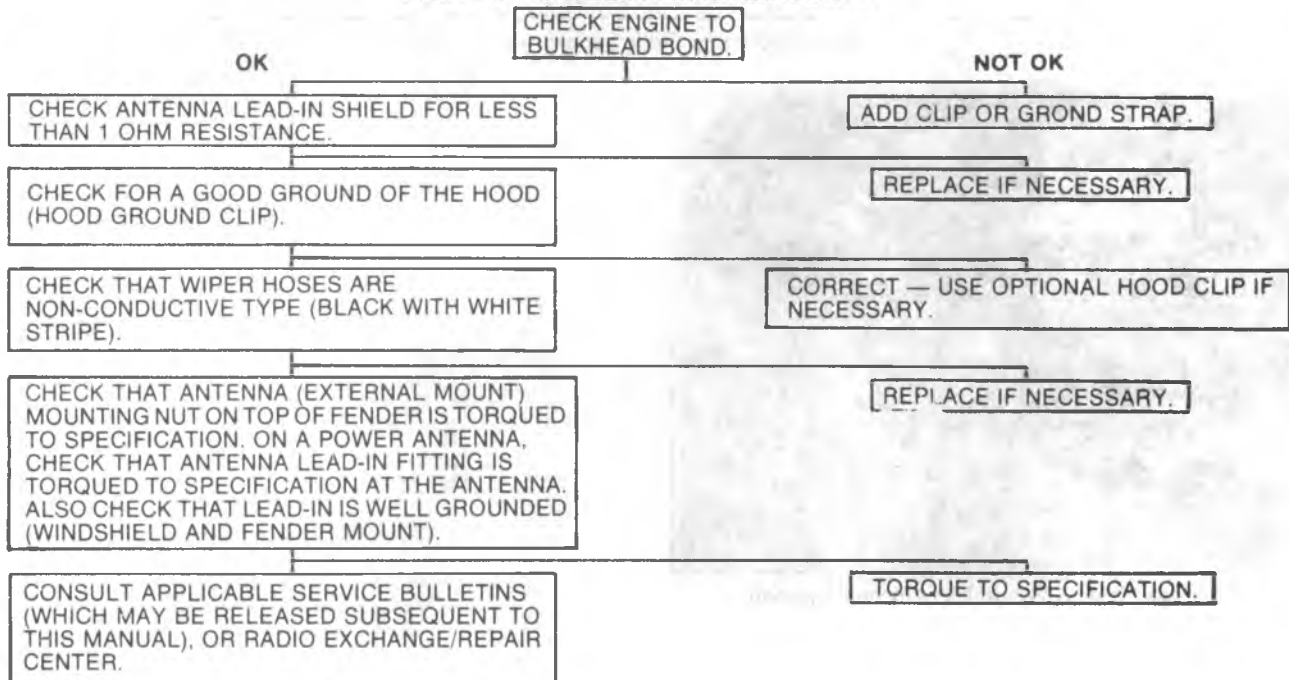 CHECK ENGINE TO
BULKHEAD BOND.
OK
NOT OK
CHECK ANTENNA LEAD-IN SHIELD FOR LESS
THAN 1 OHM RESISTANCE.
ADD CLIP OR GROND STRAP.
CHECK FOR A GOOD GROUND OF THE HOOD
(HOOD GROUND CLIP).
REPLACE IF NECESSARY.
CHECK THAT WIPER HOSES ARE
NON-CONDUCTIVE TYPE (BLACK WITH WHITE
STRIPE).
CORRECT — USE OPTIONAL HOOD CLIP IF
NECESSARY.
CHECK THAT ANTENNA (EXTERNAL MOUNT)
MOUNTING NUT ON TOP OF FENDER IS TORQUED
TO SPECIFICATION. ON A POWER ANTENNA,
CHECK THAT ANTENNA LEAD-IN FITTING IS
TORQUED TO SPECIFICATION AT THE ANTENNA.
ALSO CHECK THAT LEAD-IN IS WELL GROUNDED
(WINDSHIELD AND FENDER MOUNT).
REPLACE IF NECESSARY.
CONSULT APPLICABLE SERVICE BULLETINS
(WHICH MAY BE RELEASED SUBSEQUENT TO
THIS MANUAL), OR RADIO EXCHANGE/REPAIR
CENTER.
TORQUE TO SPECIFICATION.